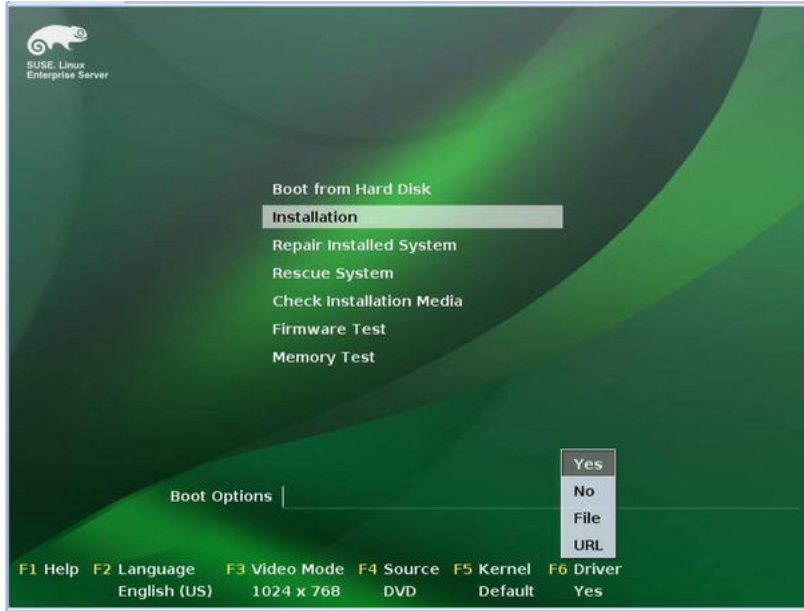 SUSE. Linux
Enterprise Server
Boot from Hard Disk
Installation
Repair Installed System
Rescue System
Check Installation Media
Firmware Test
Memory Test
Yes
No
File
URL
Boot Options
F1 Help F2 Language F3 Video Mode F4 Source F5 Kernel F6 Driver
English (US) 1024 x 768 DVD Default Yes